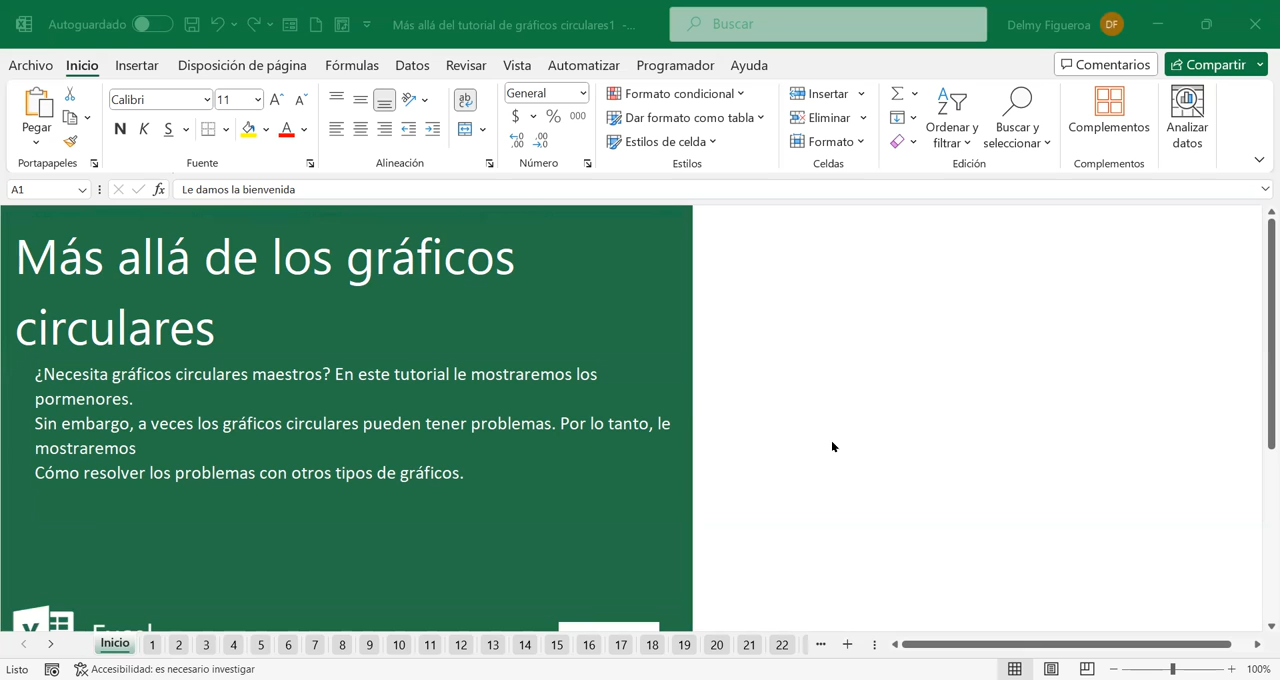 Autoguardado
Más allá del tutorial de gráficos circulares1 -...
Buscar
Delmy Figueroa DF
Archivo Inicio Insertar Disposición de página Fórmulas Datos Revisar Vista Automatizar Programador Ayuda
Comentarios Compartir
Pegar
Portapapeles
Calibri 11
N K S A
Fuente
Alineación
General
$ % 000
Número
Formato condicional
Dar formato como tabla
Estilos de celda
Estilos
Insertar
Eliminar
Formato
Celdas
Ordenar y filtrar
Buscar y seleccionar
Edición
Complementos
Complementos
Analizar datos
A1 fx Le damos la bienvenida
Más allá de los gráficos
circulares
¿Necesita gráficos circulares maestros? En este tutorial le mostraremos los
pormenores.
Sin embargo, a veces los gráficos circulares pueden tener problemas. Por lo tanto, le
mostraremos
Cómo resolver los problemas con otros tipos de gráficos.
Inicio 1 2 3 4 5 6 7 8 9 10 11 12 13 14 15 16 17 18 19 20 21 22 ...
Listo Accesibilidad: es necesario investigar 100%